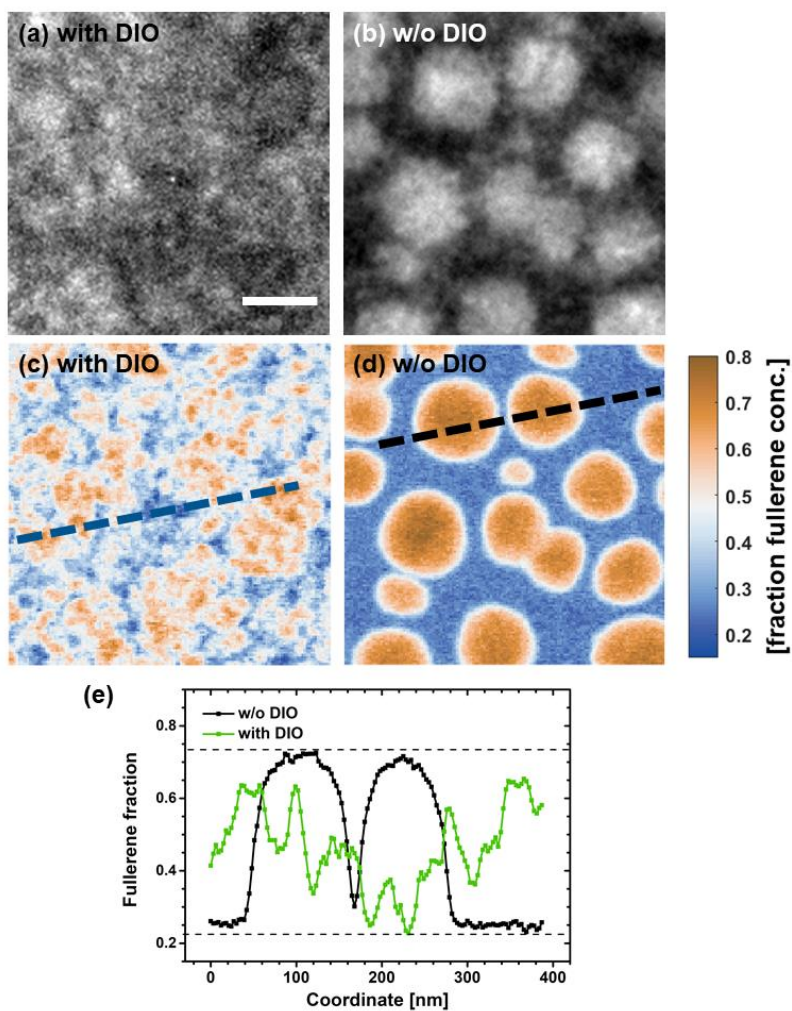 (a) with DIO
(b) w/o DIO
(c) with DIO
(d) w/o DIO
0.8
0.7
0.6
0.5
0.4
0.3
0.2
[fraction fullerene conc.]
(e)
w/o DIO
with DIO
0.8
0.6
0.4
0.2
Fullerene fraction
0 100 200 300 400
Coordinate [nm]